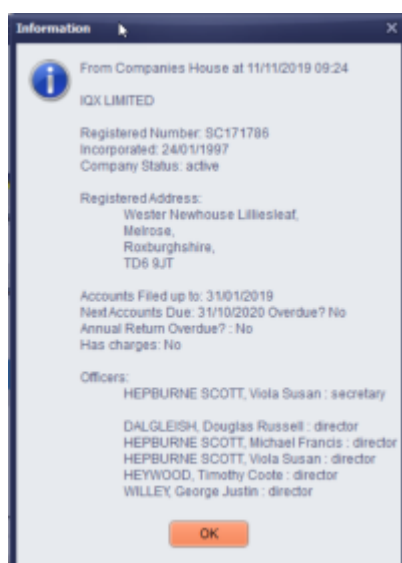 Information
From Companies House at 11/11/2019 09:24
IQX LIMITED
Registered Number: SC171786
Incorporated: 24/01/1997
Company Status: active
Registered Address:
Wester Newhouse Lilliesleaf,
Melrose,
Roxburghshire,
TD6 9JT
Accounts Filed up to: 31/01/2019
Next Accounts Due: 31/10/2020 Overdue? No
Annual Return Overdue? : No
Has charges: No
Officers:
HEPBURNE SCOTT, Viola Susan : secretary
DALGLEISH, Douglas Russell : director
HEPBURNE SCOTT, Michael Francis : director
HEPBURNE SCOTT, Viola Susan : director
HEYWOOD, Timothy Coote : director
WILLEY, George Justin : director
OK